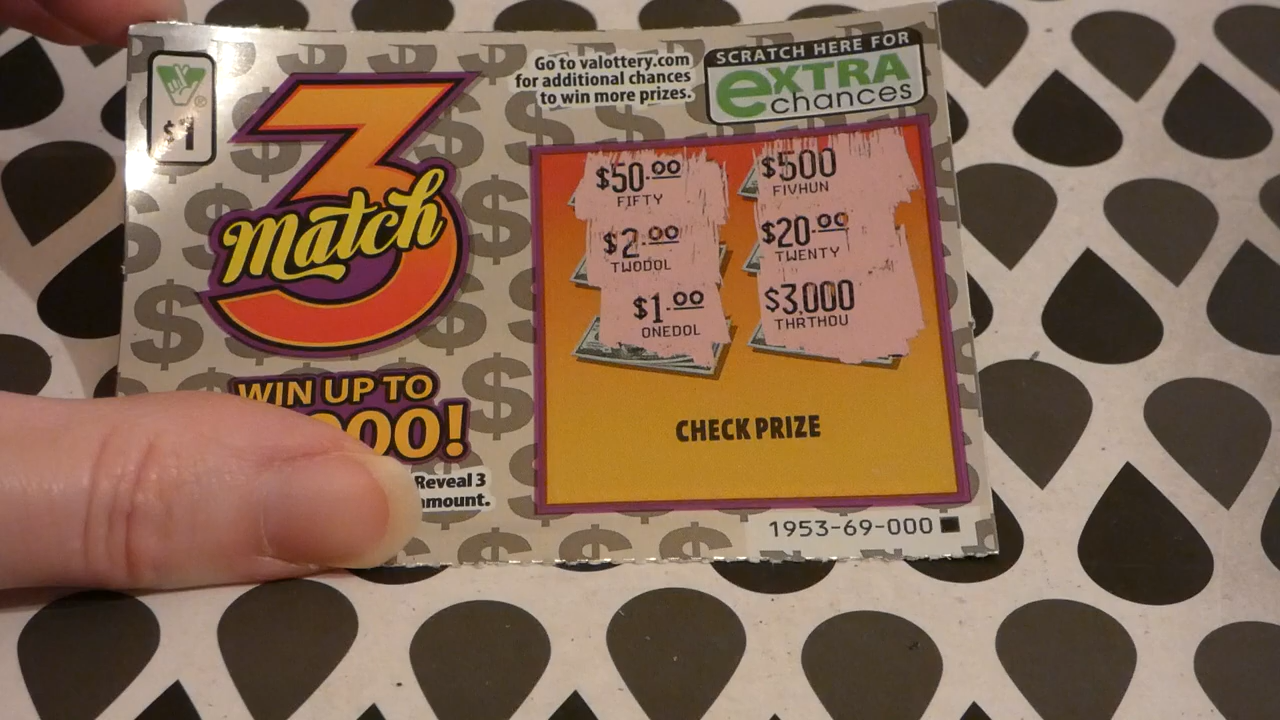 $1
3
Match
WIN UP TO
000!
Reveal 3
amount.
Go to valottery.com
for additional chances
to win more prizes.
SCRATCH HERE FOR
eXTRA
chances
$50.00
FIFTY
$2.00
TWODOL
$1.00
ONEDOL
$500
FIVHUN
$20.00
TWENTY
$3,000
THRTHOU
CHECK PRIZE
1953-69-000